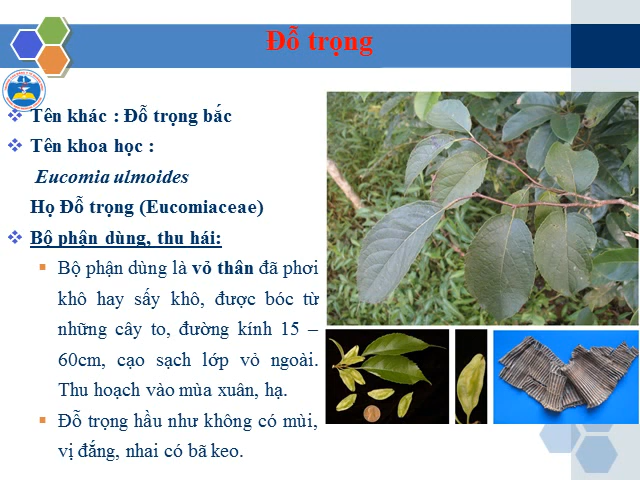 Đỗ trọng
Tên khác : Đỗ trọng bắc
Tên khoa học :
Eucomia ulmoides
Họ Đỗ trọng (Eucomiaceae)
Bộ phận dùng, thu hái:
Bộ phận dùng là vỏ thân đã phơi
khô hay sấy khô, được bóc từ
những cây to, đường kính 15 –
60cm, cạo sạch lớp vỏ ngoài.
Thu hoạch vào mùa xuân, hạ.
Đỗ trọng hầu như không có mùi,
vị đắng, nhai có bã keo.